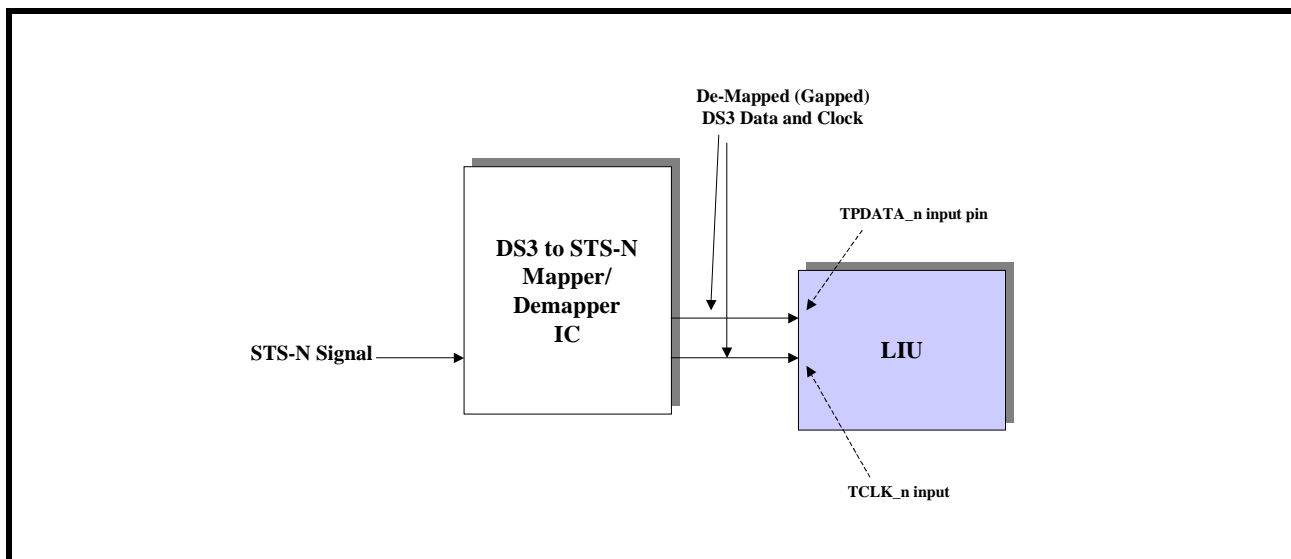 De-Mapped (Gapped)
DS3 Data and Clock
TPDATA_n input pin
DS3 to STS-N
Mapper/
Demapper
IC
STS-N Signal
LIU
TCLK_n input